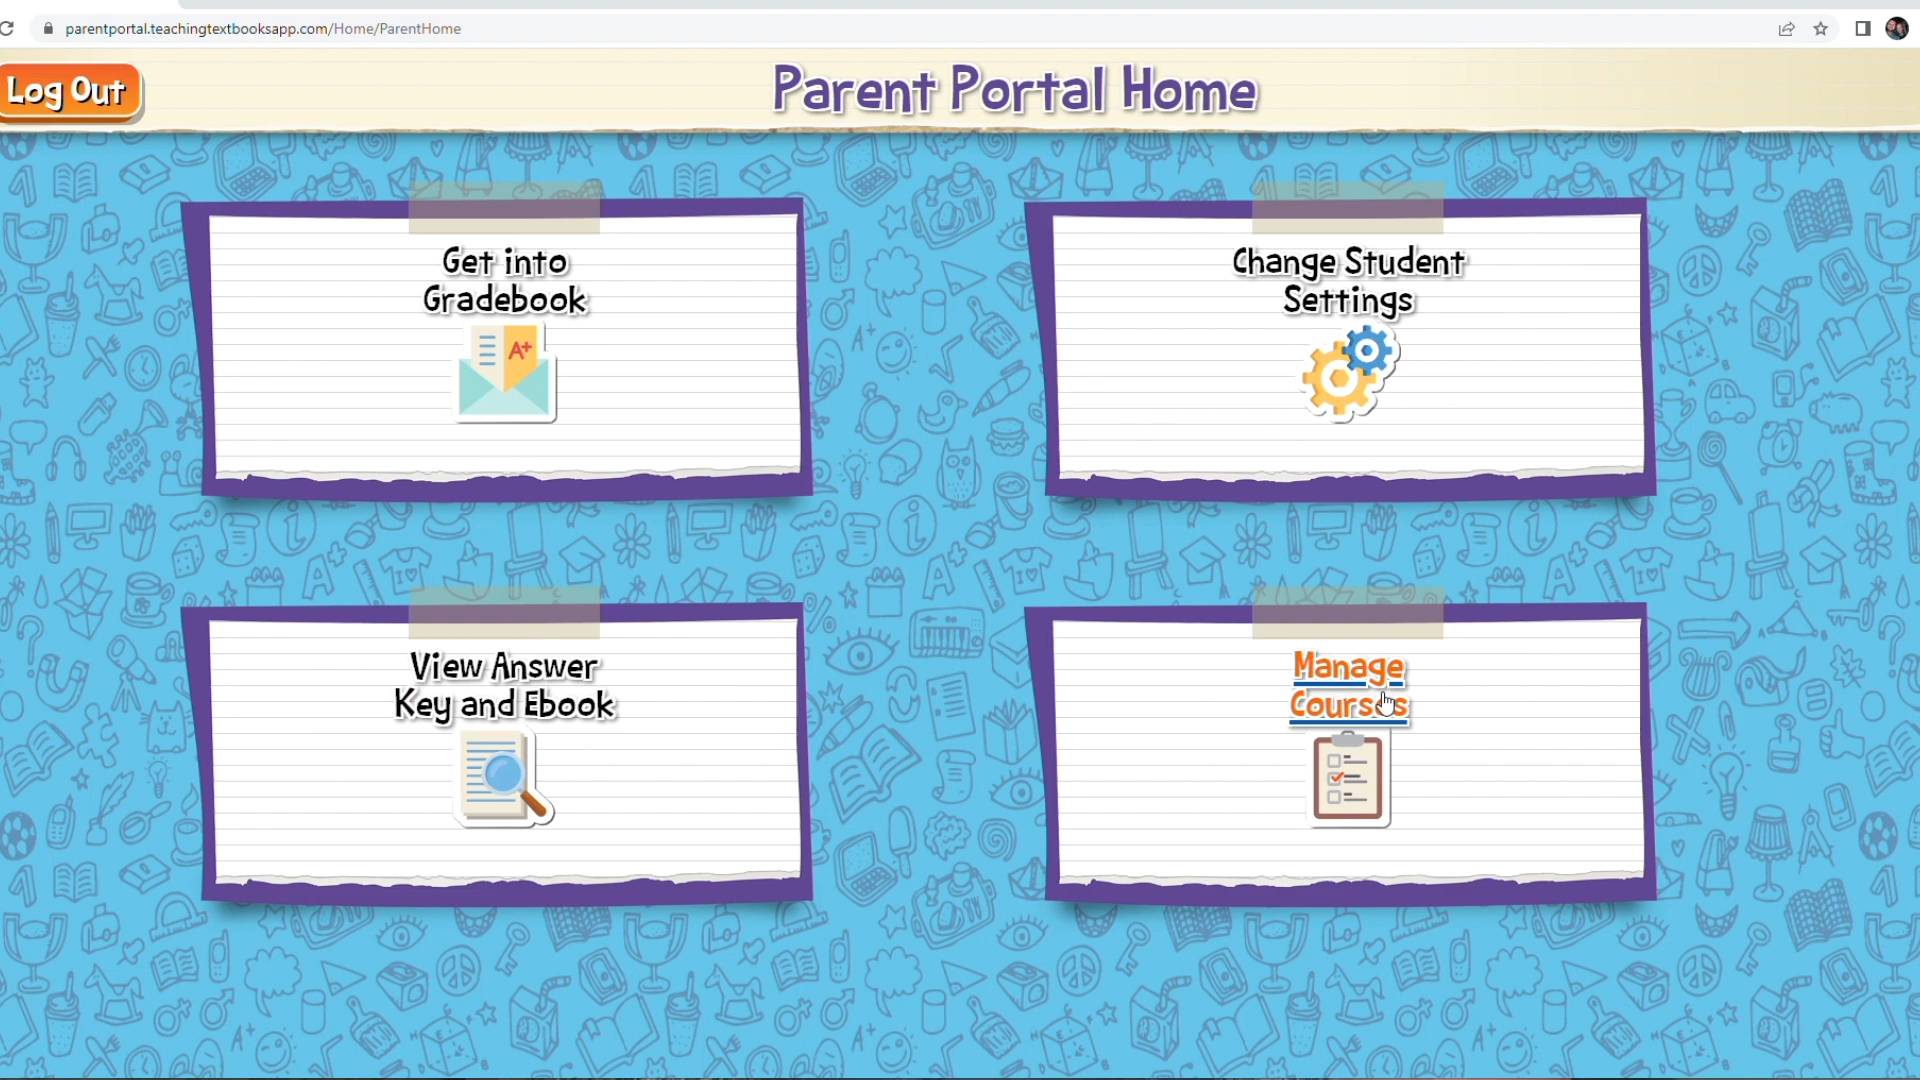 parentportal.teachingtextbooksapp.com/Home/ParentHome
Log Out
Parent Portal Home
Get into
Gradebook
A+
Change Student
Settings
View Answer
Key and Ebook
Manage
Courses